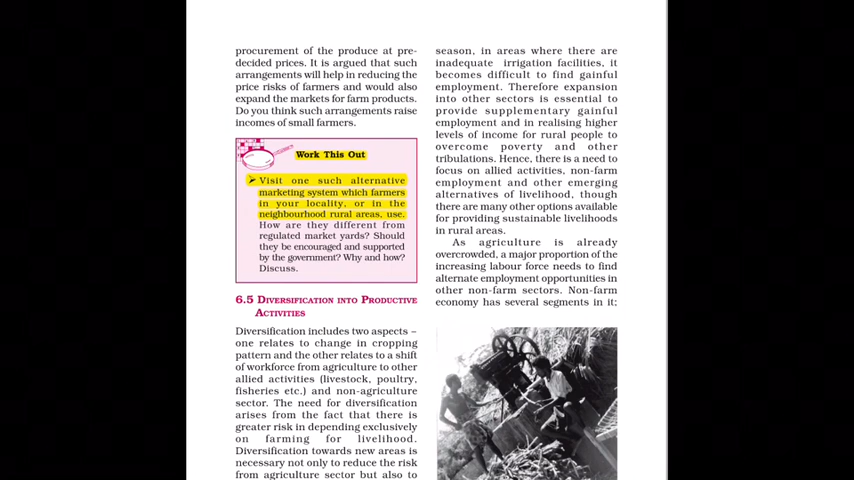 procurement of the produce at pre-
decided prices. It is argued that such
arrangements will help in reducing the
price risks of farmers and would also
expand the markets for farm products.
Do you think such arrangements raise
incomes of small farmers.
Work This Out
➢ Visit one such alternative
marketing system which farmers
in your locality, or in the
neighbourhood rural areas, use.
How are they different from
regulated market yards? Should
they be encouraged and supported
by the government? Why and how?
Discuss.
6.5 DIVERSIFICATION INTO PRODUCTIVE
ACTIVITIES
Diversification includes two aspects –
one relates to change in cropping
pattern and the other relates to a shift
of workforce from agriculture to other
allied activities (livestock, poultry,
fisheries etc.) and non-agriculture
sector. The need for diversification
arises from the fact that there is
greater risk in depending exclusively
on farming for livelihood.
Diversification towards new areas is
necessary not only to reduce the risk
from agriculture sector but also to
season, in areas where there are
inadequate irrigation facilities, it
becomes difficult to find gainful
employment. Therefore expansion
into other sectors is essential to
provide supplementary gainful
employment and in realising higher
levels of income for rural people to
overcome poverty and other
tribulations. Hence, there is a need to
focus on allied activities, non-farm
employment and other emerging
alternatives of livelihood, though
there are many other options available
for providing sustainable livelihoods
in rural areas.
As agriculture is already
overcrowded, a major proportion of the
increasing labour force needs to find
alternate employment opportunities in
other non-farm sectors. Non-farm
economy has several segments in it;